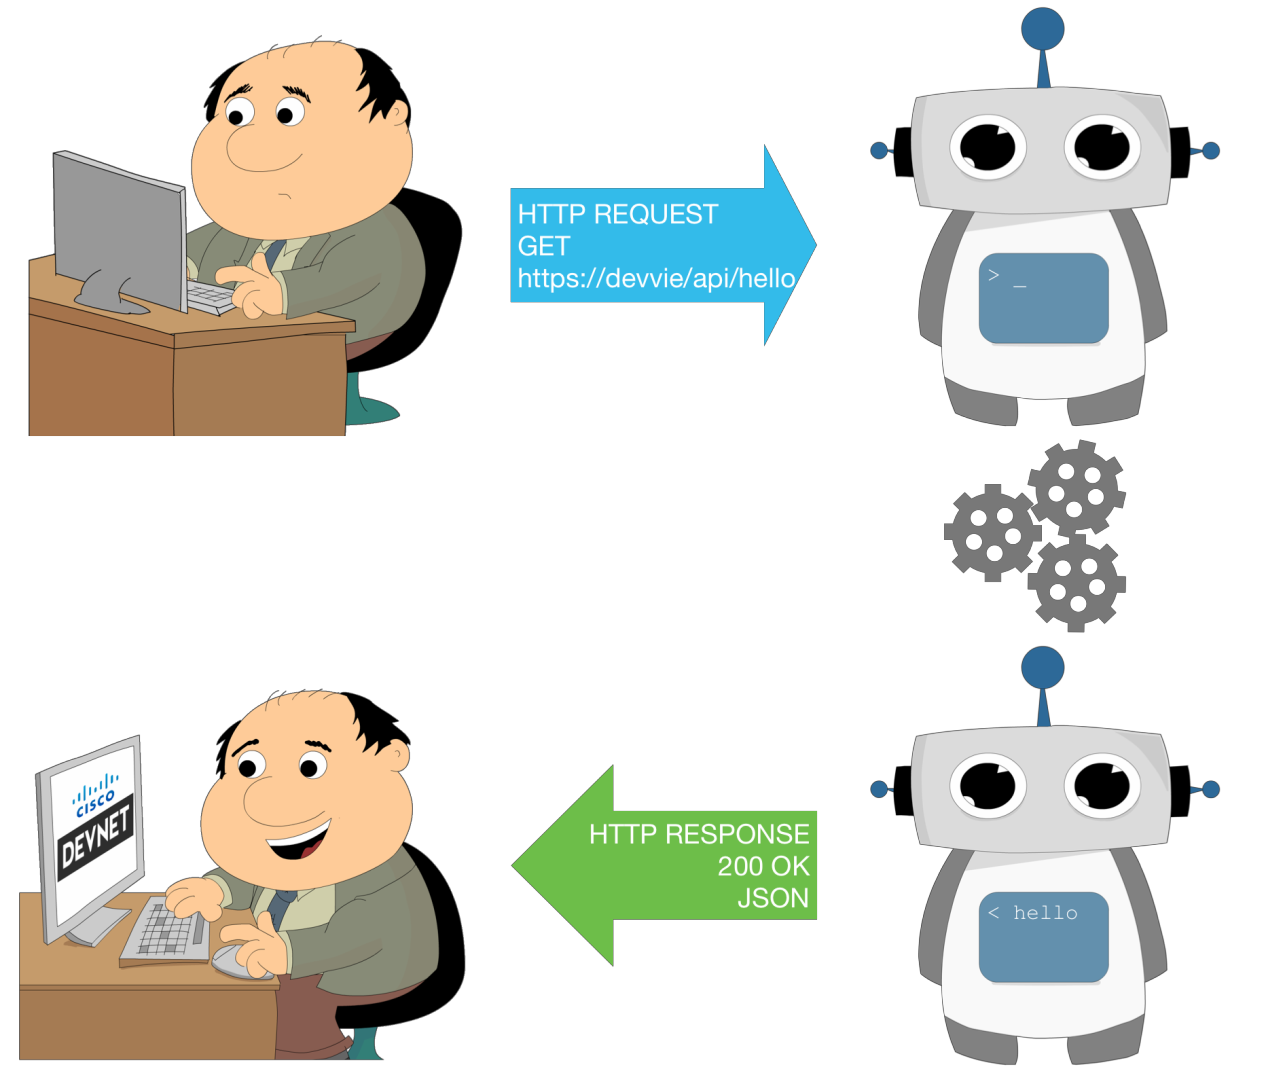 HTTP REQUEST
GET
https://devvie/api/hello
> _
CISCO
DEVNET
HTTP RESPONSE
200 OK
JSON
< hello